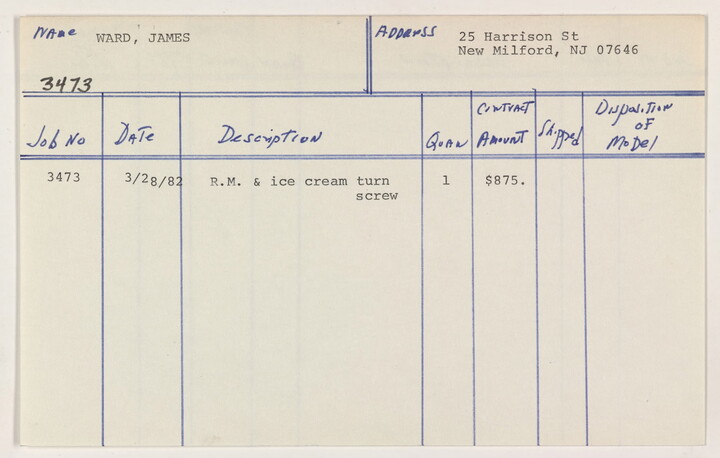 Name WARD, JAMES ADDRESS 25 Harrison St
New Milford, NJ 07646
3473
Job No DATE Description QUAN CONTRACT AMOUNT Shipped Disposition OF MoDel
3473 3/28/82 R.M. & ice cream turn 1 $875.
screw